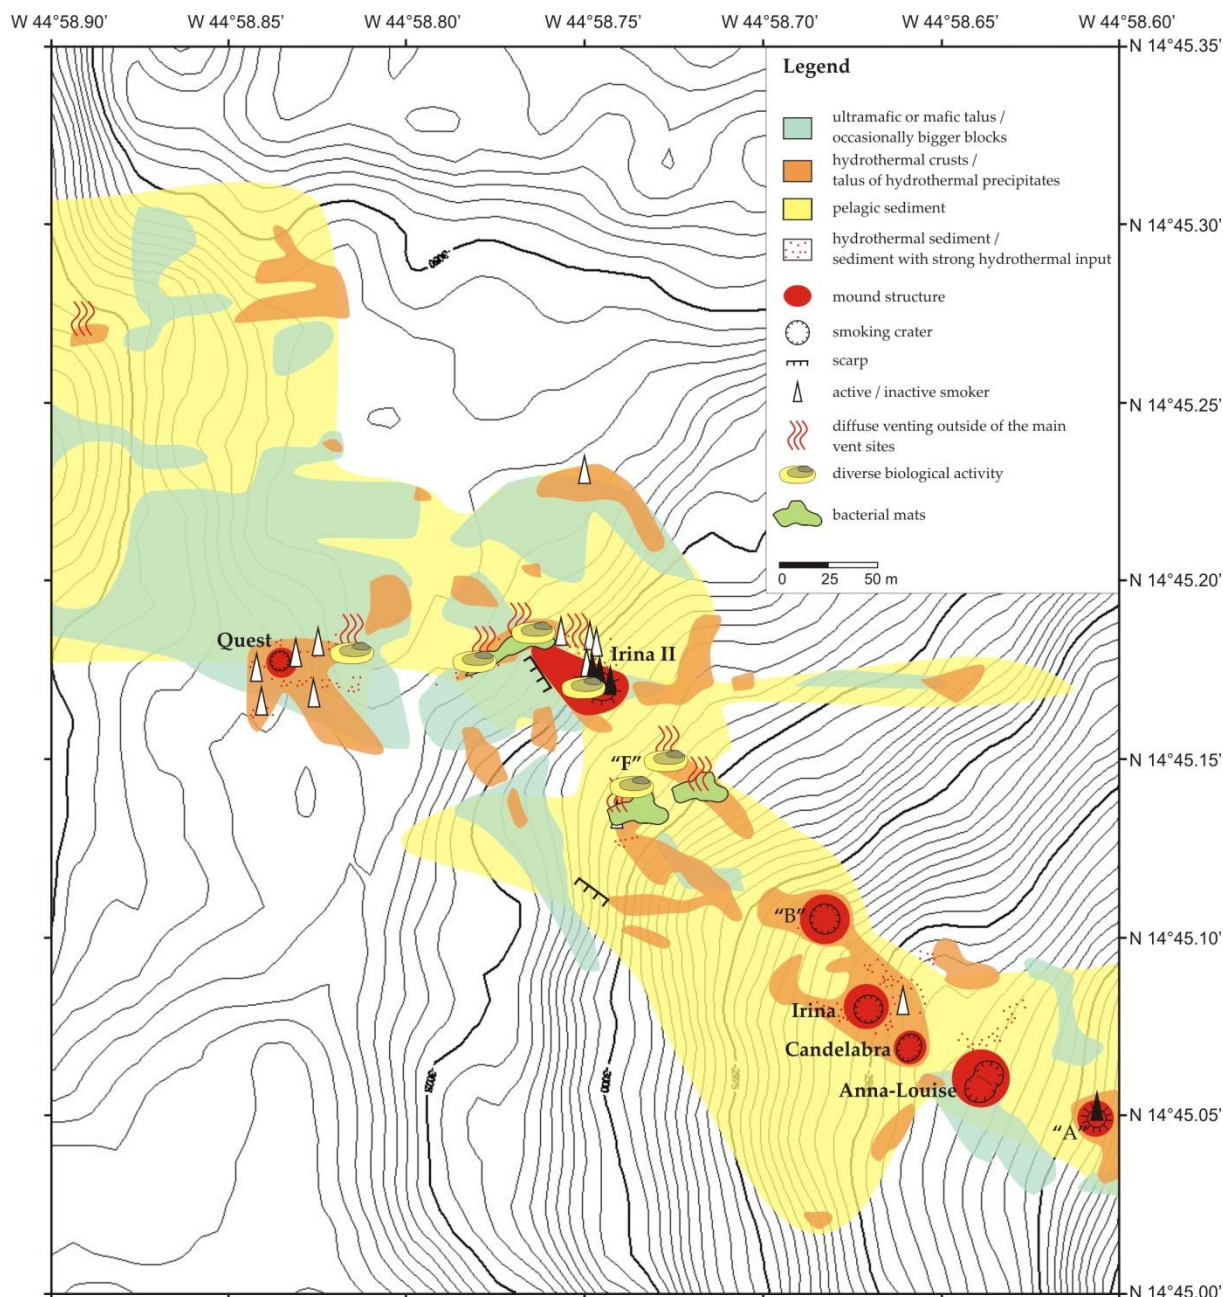 W 44°58.90' W 44°58.85' W 44°58.80' W 44°58.75' W 44°58.70' W 44°58.65' W 44°58.60'
N 14°45.35'
Legend
ultramafic or mafic talus /
occasionally bigger blocks
hydrothermal crusts /
talus of hydrothermal precipitates
pelagic sediment
hydrothermal sediment /
sediment with strong hydrothermal input
mound structure
smoking crater
scarp
active / inactive smoker
diffuse venting outside of the main
vent sites
diverse biological activity
bacterial mats
0 25 50 m
N 14°45.30'
-3050
N 14°45.25'
N 14°45.20'
Quest
Irina II
N 14°45.15'
“F”
“B”
N 14°45.10'
Irina
Candelabra
Anna-Louise
-3025
-3000
-2975
N 14°45.05'
“A”
N 14°45.00'